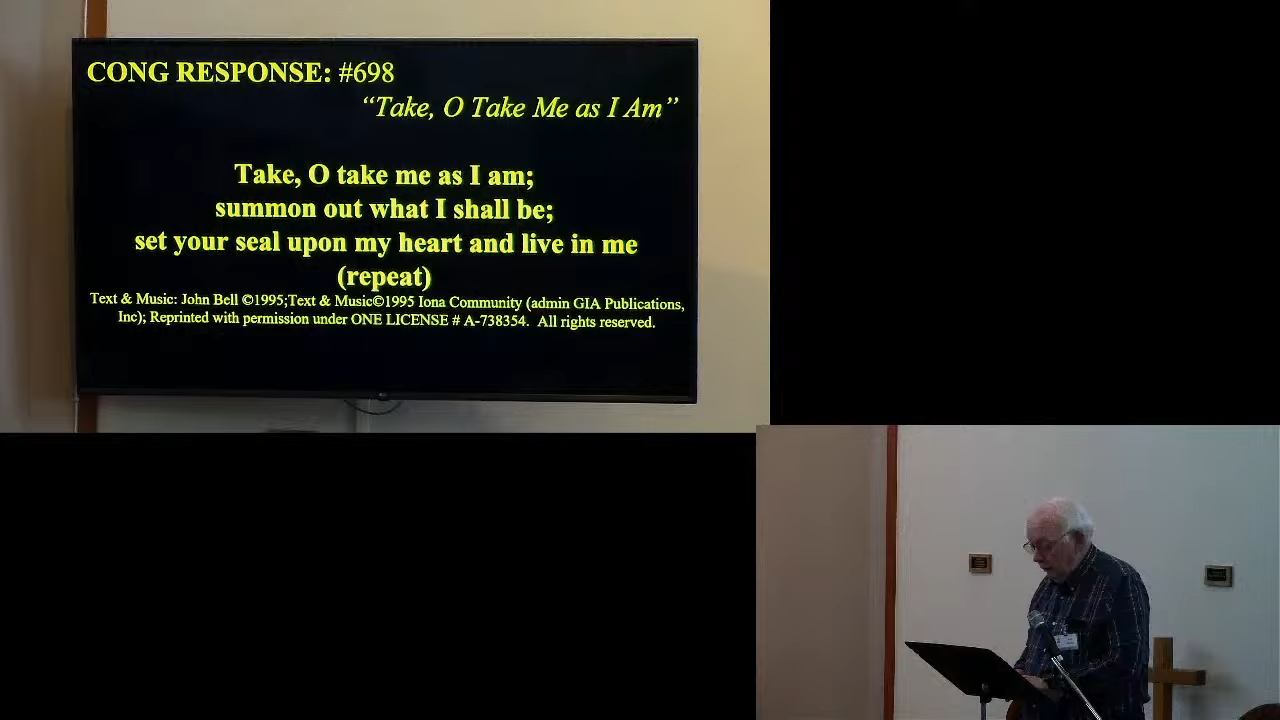 CONG RESPONSE: #698
“Take, O Take Me as I Am”
Take, O take me as I am;
summon out what I shall be;
set your seal upon my heart and live in me
(repeat)
Text & Music: John Bell ©1995;Text & Music©1995 Iona Community (admin GIA Publications,
Inc); Reprinted with permission under ONE LICENSE # A-738354.  All rights reserved.